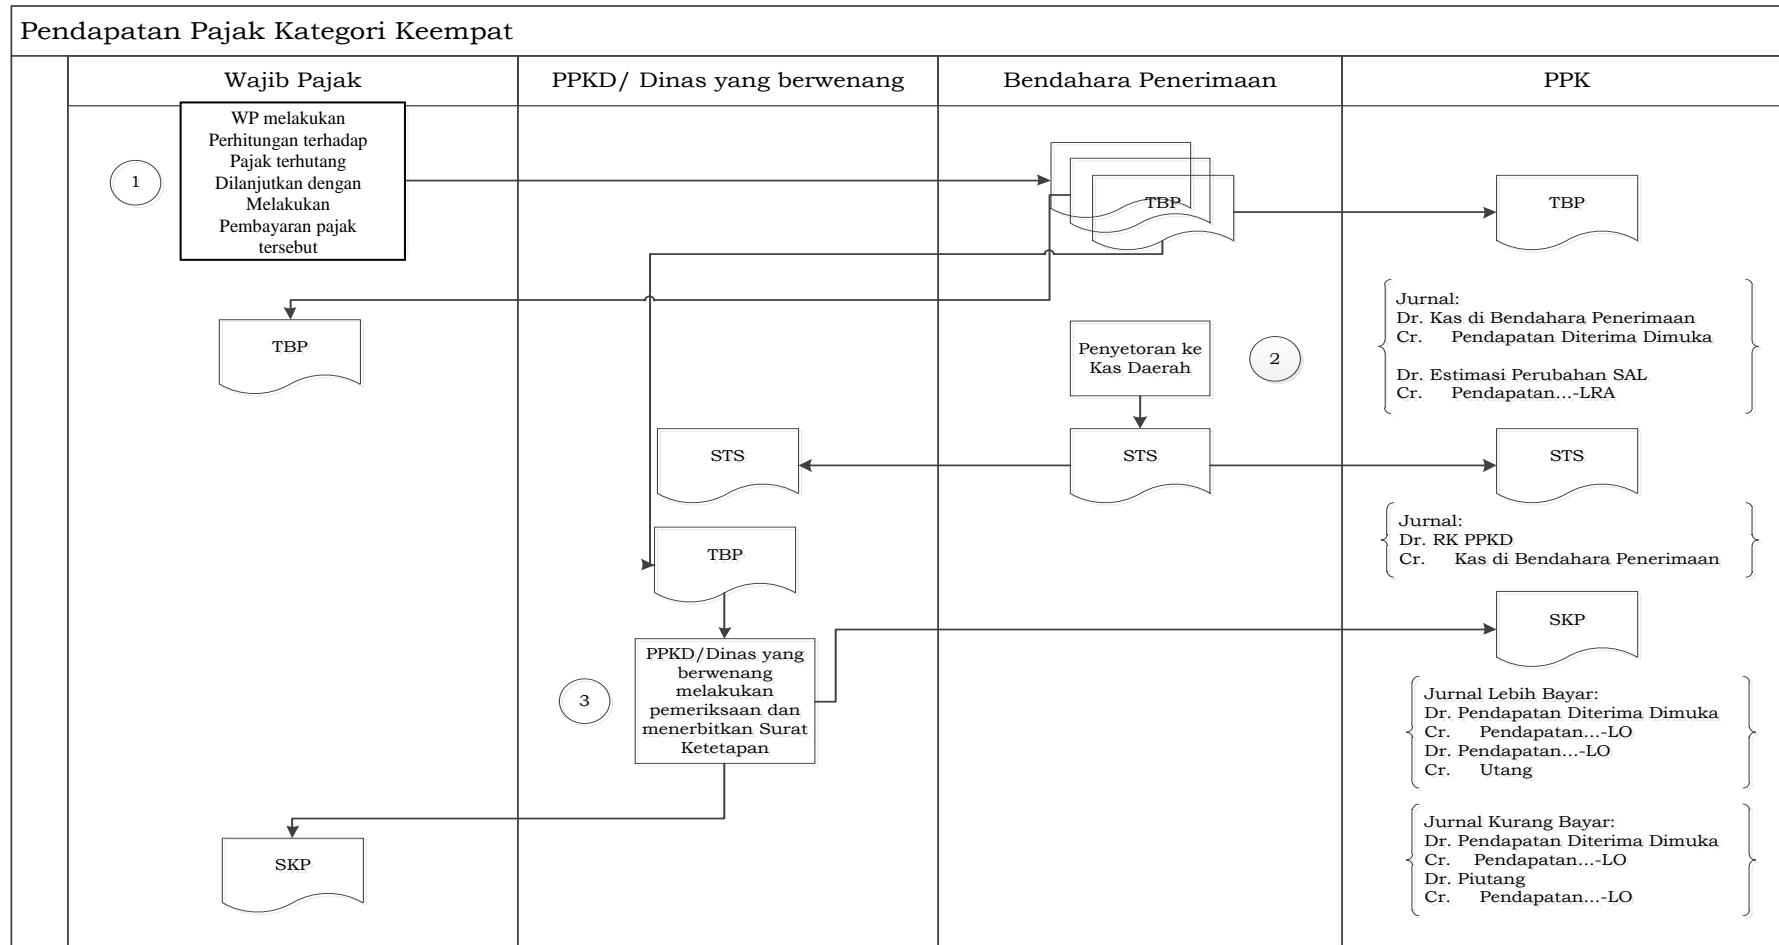 Pendapatan Pajak Kategori Keempat
Wajib Pajak
PPKD/ Dinas yang berwenang
Bendahara Penerimaan
PPK
1
WP melakukan
Perhitungan terhadap
Pajak terhutang
Dilanjutkan dengan
Melakukan
Pembayaran pajak
tersebut
TBP
TBP
Jurnal:
Dr. Kas di Bendahara Penerimaan
Cr. Pendapatan Diterima Dimuka
Dr. Estimasi Perubahan SAL
Cr. Pendapatan...-LRA
TBP
Penyetoran ke
Kas Daerah
2
STS
STS
STS
Jurnal:
Dr. RK PPKD
Cr. Kas di Bendahara Penerimaan
TBP
3
PPKD/Dinas yang
berwenang
melakukan
pemeriksaan dan
menerbitkan Surat
Ketetapan
SKP
Jurnal Lebih Bayar:
Dr. Pendapatan Diterima Dimuka
Cr. Pendapatan...-LO
Dr. Pendapatan...-LO
Cr. Utang
SKP
Jurnal Kurang Bayar:
Dr. Pendapatan Diterima Dimuka
Cr. Pendapatan...-LO
Dr. Piutang
Cr. Pendapatan...-LO